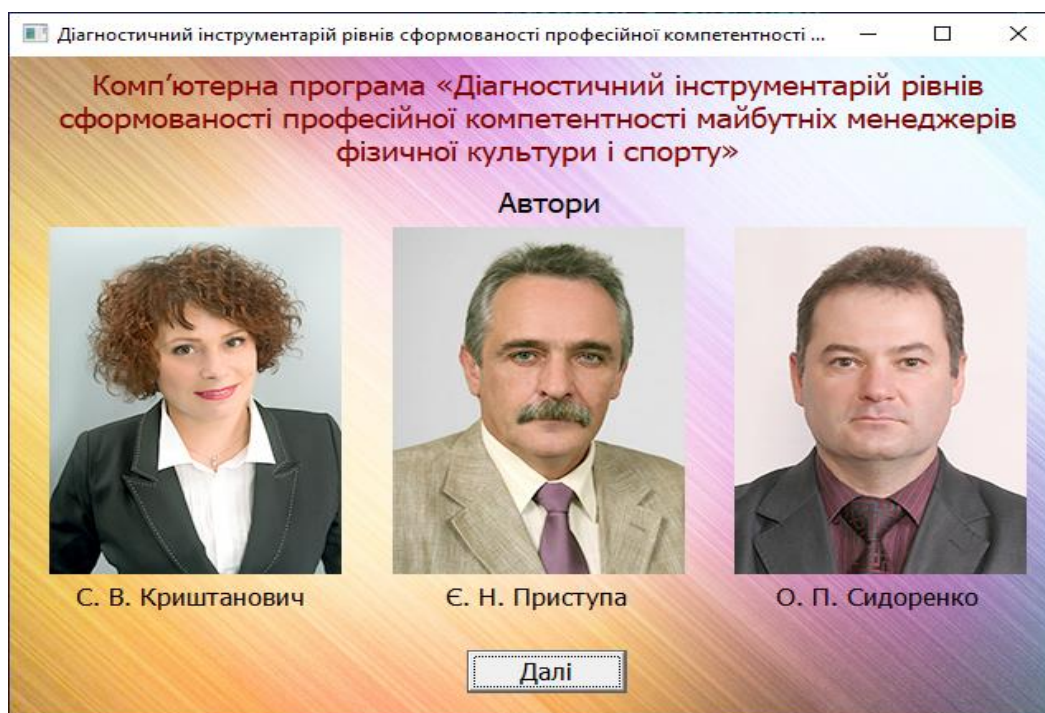 Діагностичний інструментарій рівнів сформованості професійної компетентності ...
Комп’ютерна програма «Діагностичний інструментарій рівнів
сформованості професійної компетентності майбутніх менеджерів
фізичної культури і спорту»
Автори
С. В. Криштанович
Є. Н. Приступа
О. П. Сидоренко
Далі